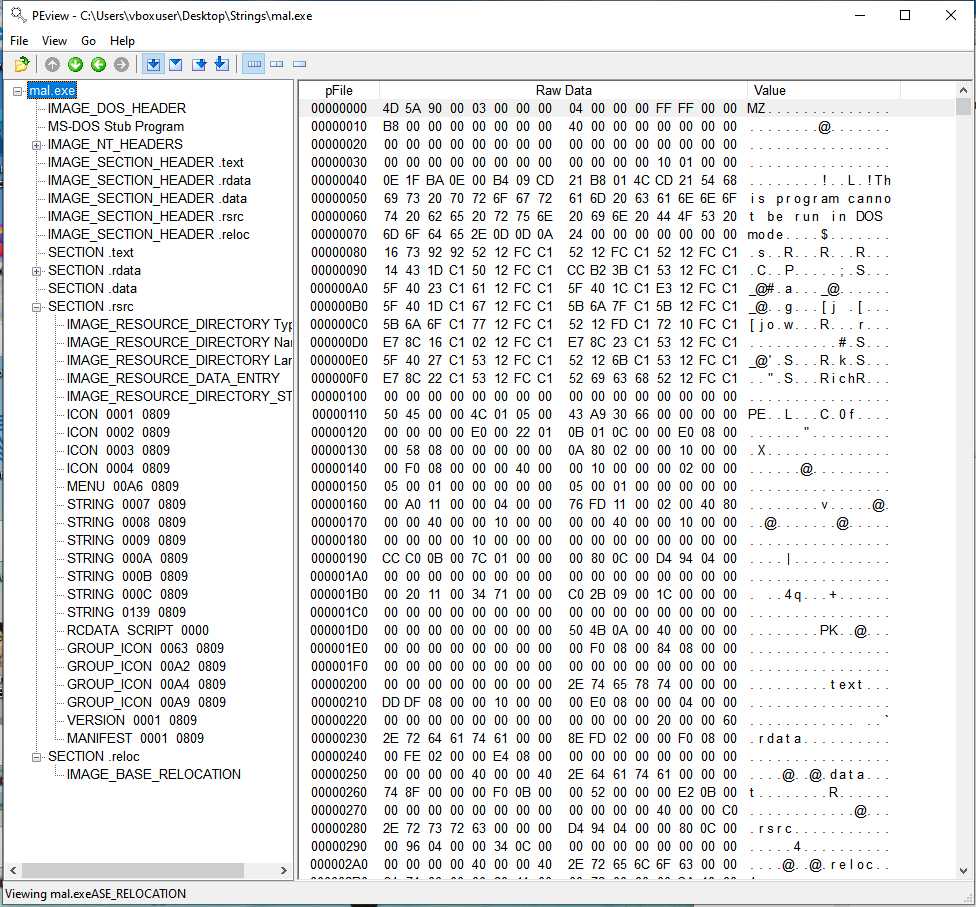 PEview - C:\Users\vboxuser\Desktop\Strings\mal.exe
File View Go Help
mal.exe
IMAGE_DOS_HEADER
MS-DOS Stub Program
IMAGE_NT_HEADERS
IMAGE_SECTION_HEADER .text
IMAGE_SECTION_HEADER .rdata
IMAGE_SECTION_HEADER .data
IMAGE_SECTION_HEADER .rsrc
IMAGE_SECTION_HEADER .reloc
SECTION .text
SECTION .rdata
SECTION .data
SECTION .rsrc
IMAGE_RESOURCE_DIRECTORY Typ
IMAGE_RESOURCE_DIRECTORY Nar
IMAGE_RESOURCE_DIRECTORY Lar
IMAGE_RESOURCE_DATA_ENTRY
IMAGE_RESOURCE_DIRECTORY_ST
ICON 0001 0809
ICON 0002 0809
ICON 0003 0809
ICON 0004 0809
MENU 00A6 0809
STRING 0007 0809
STRING 0008 0809
STRING 0009 0809
STRING 000A 0809
STRING 000B 0809
STRING 000C 0809
STRING 0139 0809
RCDATA SCRIPT 0000
GROUP_ICON 0063 0809
GROUP_ICON 00A2 0809
GROUP_ICON 00A4 0809
GROUP_ICON 00A9 0809
VERSION 0001 0809
MANIFEST 0001 0809
SECTION .reloc
IMAGE_BASE_RELOCATION
pFile Raw Data Value
00000000 4D 5A 90 00 03 00 00 00 04 00 00 00 FF FF 00 00 MZ..............
00000010 B8 00 00 00 00 00 00 00 40 00 00 00 00 00 00 00 ........@.......
00000020 00 00 00 00 00 00 00 00 00 00 00 00 00 00 00 00 ................
00000030 00 00 00 00 00 00 00 00 00 00 00 00 10 01 00 00 ................
00000040 0E 1F BA 0E 00 B4 09 CD 21 B8 01 4C CD 21 54 68 ........!..L.!Th
00000050 69 73 20 70 72 6F 67 72 61 6D 20 63 61 6E 6E 6F is program canno
00000060 74 20 62 65 20 72 75 6E 20 69 6E 20 44 4F 53 20 t be run in DOS
00000070 6D 6F 64 65 2E 0D 0D 0A 24 00 00 00 00 00 00 00 mode....$.......
00000080 16 73 92 92 52 12 FC C1 52 12 FC C1 52 12 FC C1 .s..R...R...R...
00000090 14 43 1D C1 50 12 FC C1 CC B2 3B C1 53 12 FC C1 .C..P.....;.S...
000000A0 5F 40 23 C1 61 12 FC C1 5F 40 1C C1 E3 12 FC C1 _@#.a..._@......
000000B0 5F 40 1D C1 67 12 FC C1 5B 6A 7F C1 5B 12 FC C1 _@..g...[j..[...
000000C0 5B 6A 6F C1 77 12 FC C1 52 12 FD C1 72 10 FC C1 [jo.w...R...r...
000000D0 E7 8C 16 C1 02 12 FC C1 E7 8C 23 C1 53 12 FC C1 ..........#.S...
000000E0 5F 40 27 C1 53 12 FC C1 52 12 6B C1 53 12 FC C1 _@'.S...R.k.S...
000000F0 E7 8C 22 C1 53 12 FC C1 52 69 63 68 52 12 FC C1 ..".S...RichR...
00000100 00 00 00 00 00 00 00 00 00 00 00 00 00 00 00 00 ................
00000110 50 45 00 00 4C 01 05 00 43 A9 30 66 00 00 00 00 PE..L...C.0f....
00000120 00 00 00 00 E0 00 22 01 0B 01 0C 00 00 E0 08 00 ......".........
00000130 00 58 08 00 00 00 00 00 0A 80 02 00 00 10 00 00 .X..............
00000140 00 F0 08 00 00 00 40 00 00 10 00 00 00 02 00 00 ......@.........
00000150 05 00 01 00 00 00 00 00 05 00 01 00 00 00 00 00 ................
00000160 00 A0 11 00 00 04 00 00 76 FD 11 00 02 00 40 80 ........v.....@.
00000170 00 00 40 00 00 10 00 00 00 00 40 00 00 10 00 00 ..@.......@.....
00000180 00 00 00 00 10 00 00 00 00 00 00 00 00 00 00 00 ................
00000190 CC C0 0B 00 7C 01 00 00 00 80 0C 00 D4 94 04 00 ....|...........
000001A0 00 00 00 00 00 00 00 00 00 00 00 00 00 00 00 00 ................
000001B0 00 20 11 00 34 71 00 00 C0 2B 09 00 1C 00 00 00 . ..4q...+......
000001C0 00 00 00 00 00 00 00 00 00 00 00 00 00 00 00 00 ................
000001D0 00 00 00 00 00 00 00 00 50 4B 0A 00 40 00 00 00 ........PK..@...
000001E0 00 00 00 00 00 00 00 00 00 F0 08 00 84 08 00 00 ................
000001F0 00 00 00 00 00 00 00 00 00 00 00 00 00 00 00 00 ................
00000200 00 00 00 00 00 00 00 00 2E 74 65 78 74 00 00 00 .........text...
00000210 DD DF 08 00 00 10 00 00 00 E0 08 00 00 04 00 00 ................
00000220 00 00 00 00 00 00 00 00 00 00 00 00 20 00 00 60 ............ ..`
00000230 2E 72 64 61 74 61 00 00 8E FD 02 00 00 F0 08 00 .rdata..........
00000240 00 FE 02 00 00 E4 08 00 00 00 00 00 00 00 00 00 ................
00000250 00 00 00 00 40 00 00 40 2E 64 61 74 61 00 00 00 ....@..@.data...
00000260 74 8F 00 00 00 F0 0B 00 00 52 00 00 00 E2 0B 00 t........R......
00000270 00 00 00 00 00 00 00 00 00 00 00 00 40 00 00 C0 ............@...
00000280 2E 72 73 72 63 00 00 00 D4 94 04 00 00 80 0C 00 .rsrc...........
00000290 00 96 04 00 00 34 0C 00 00 00 00 00 00 00 00 00 .....4..........
000002A0 00 00 00 00 40 00 00 40 2E 72 65 6C 6F 63 00 00 ....@..@.reloc..
Viewing mal.exeASE_RELOCATION